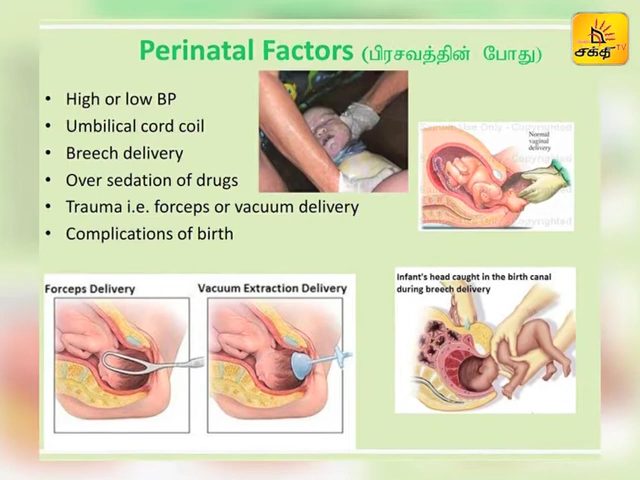 சக்தி TV
Perinatal Factors (பிரசவத்தின் போது)
• High or low BP
• Umbilical cord coil
• Breech delivery
• Over sedation of drugs
• Trauma i.e. forceps or vacuum delivery
• Complications of birth
Normal
vaginal
delivery
Forceps Delivery
Vacuum Extraction Delivery
Infant's head caught in the birth canal
during breech delivery